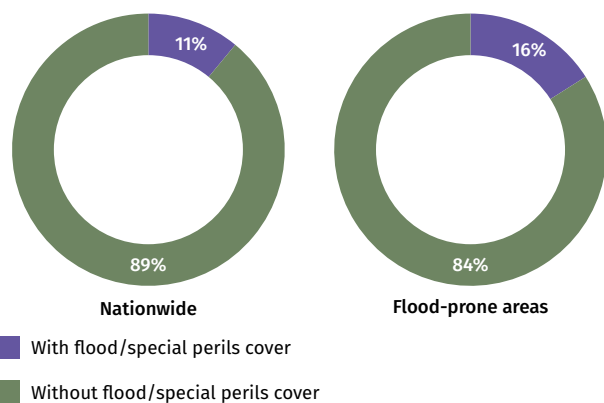 11%
89%
Nationwide
16%
84%
Flood-prone areas
With flood/special perils cover
Without flood/special perils cover